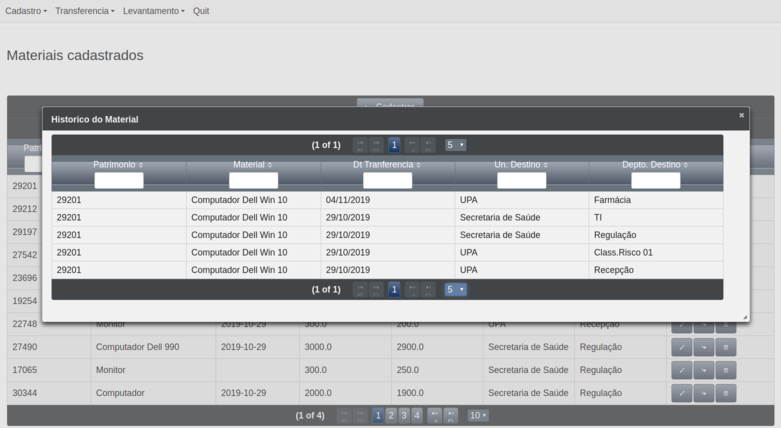 Cadastro Transferencia Levantamento Quit
Materiais cadastrados
Cadastrar
Historico do Material
(1 of 1) 1 5
Patrimonio Material Dt Tranferencia Un. Destino Depto. Destino
29201 Computador Dell Win 10 04/11/2019 UPA Farmácia
29201 Computador Dell Win 10 29/10/2019 Secretaria de Saúde TI
29201 Computador Dell Win 10 29/10/2019 Secretaria de Saúde Regulação
29201 Computador Dell Win 10 29/10/2019 UPA Class.Risco 01
29201 Computador Dell Win 10 29/10/2019 UPA Recepção
(1 of 1) 1 5
Patri
29201
29212
29197
27542
23696
19254
22748 Monitor 2019-10-29 300.0 200.0 UPA Recepção
27490 Computador Dell 990 2019-10-29 3000.0 2900.0 Secretaria de Saúde Regulação
17065 Monitor 300.0 250.0 Secretaria de Saúde Regulação
30344 Computador 2019-10-29 2000.0 1900.0 Secretaria de Saúde Regulação
(1 of 4) 1 2 3 4 10